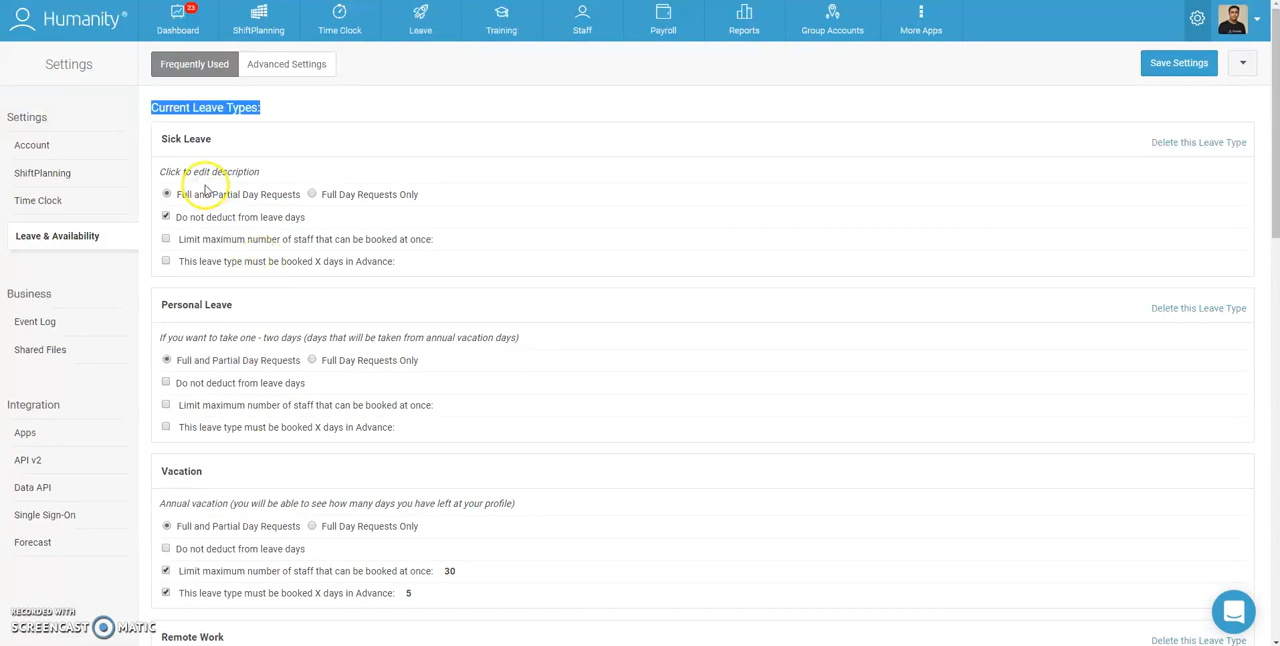 Humanity®
23
Dashboard
ShiftPlanning
Time Clock
Leave
Training
Staff
Payroll
Reports
Group Accounts
More Apps
Settings
Frequently Used
Advanced Settings
Save Settings
Settings
Account
ShiftPlanning
Time Clock
Leave & Availability
Business
Event Log
Shared Files
Integration
Apps
API v2
Data API
Single Sign-On
Forecast
Current Leave Types:
Sick Leave
Delete this Leave Type
Click to edit description
Full and Partial Day Requests Full Day Requests Only
Do not deduct from leave days
Limit maximum number of staff that can be booked at once:
This leave type must be booked X days in Advance:
Personal Leave
Delete this Leave Type
If you want to take one - two days (days that will be taken from annual vacation days)
Full and Partial Day Requests Full Day Requests Only
Do not deduct from leave days
Limit maximum number of staff that can be booked at once:
This leave type must be booked X days in Advance:
Vacation
Annual vacation (you will be able to see how many days you have left at your profile)
Full and Partial Day Requests Full Day Requests Only
Do not deduct from leave days
Limit maximum number of staff that can be booked at once: 30
This leave type must be booked X days in Advance: 5
Remote Work
Delete this Leave Type
RECORDED WITH
SCREENCAST MATIC